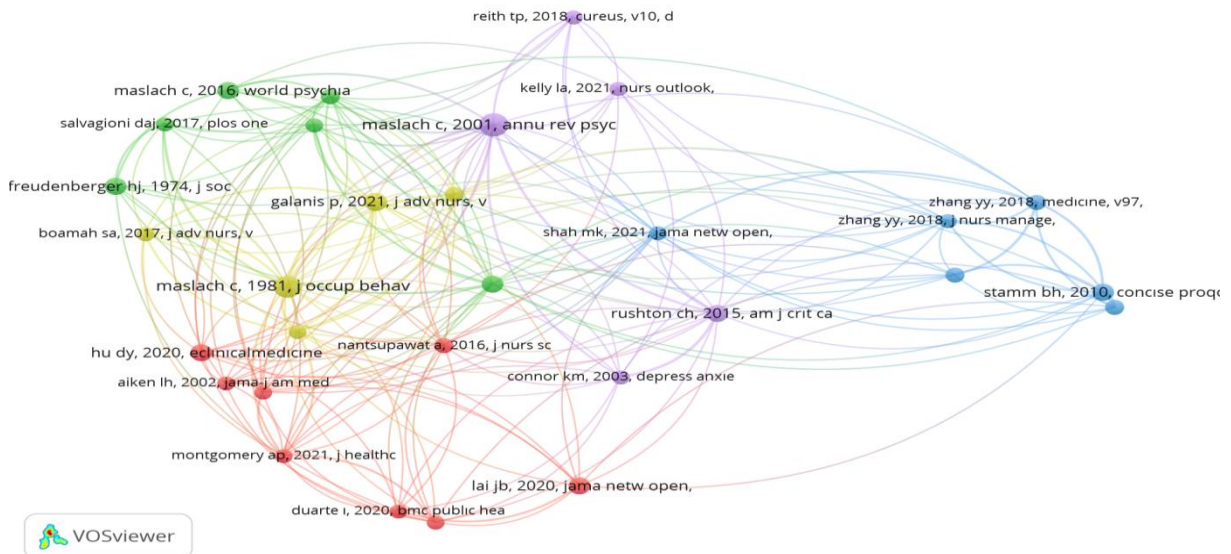 reith tp, 2018, cureus, v10, d
maslach c, 2016, world psychia
kelly la, 2021, nurs outlook,
salvagioni daj, 2017, plos one
maslach c, 2001, annu rev psyc
freudenberger hj, 1974, j soc
galanis p, 2021, j adv nurs, v
zhang yy, 2018, medicine, v97,
zhang yy, 2018, j nurs manage,
boamah sa, 2017, j adv nurs, v
shah mk, 2021, jama netw open,
maslach c, 1981, j occup behav
stamm bh, 2010, concise proqo
rushton ch, 2015, am j crit ca
hu dy, 2020, eclinicalmedicine
nantsupawat a, 2016, j nurs sc
aiken lh, 2002, jama-j am med
connor km, 2003, depress anxie
montgomery ap, 2021, j healthc
lai jb, 2020, jama netw open,
duarte i, 2020, bmc public hea
VOSviewer